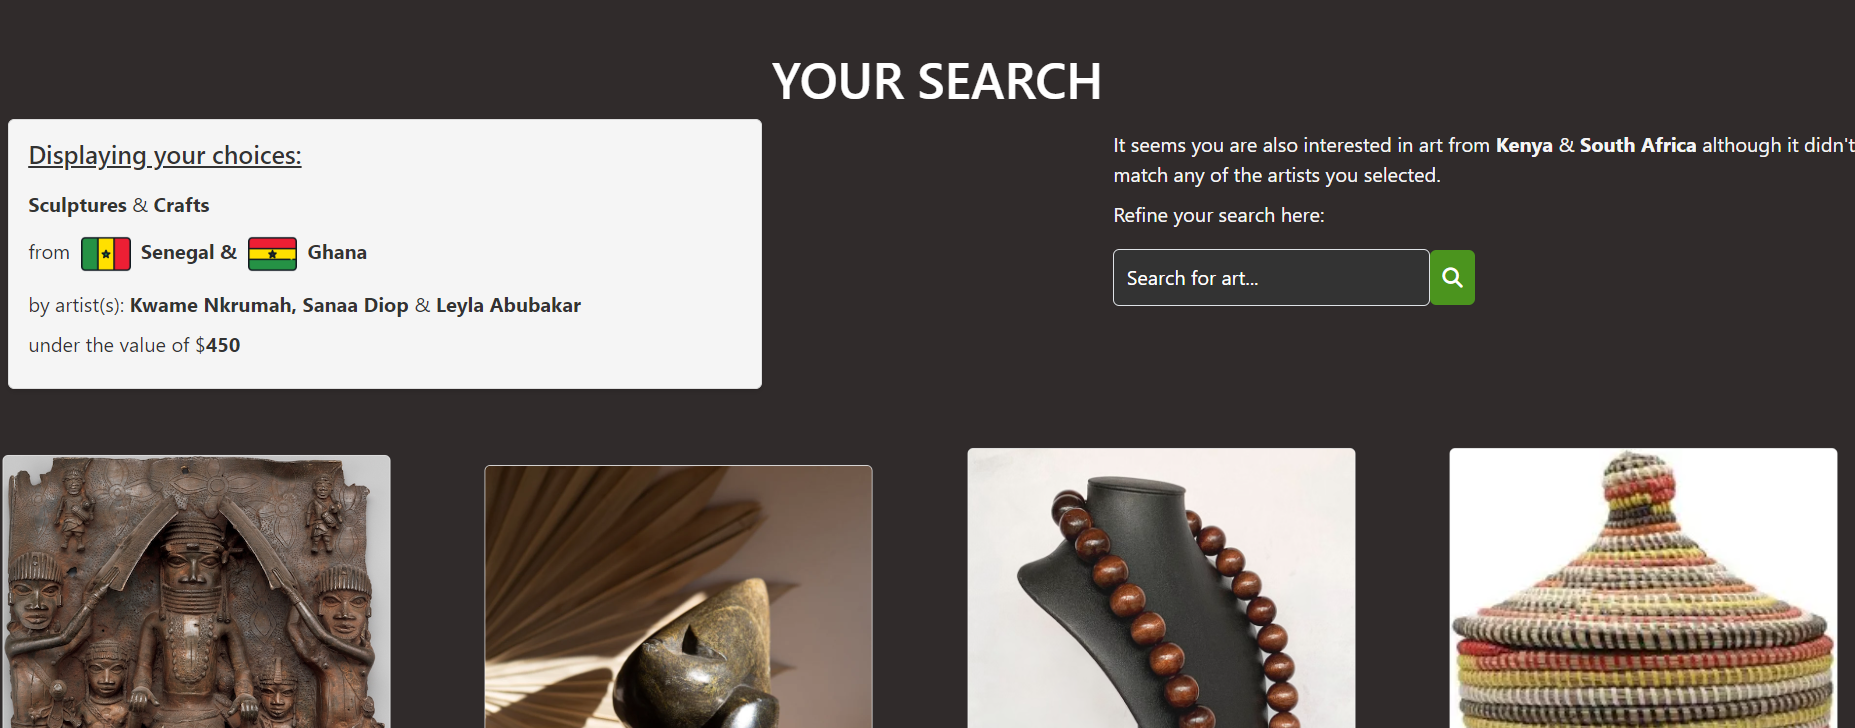 YOUR SEARCH
Displaying your choices:
Sculptures & Crafts
from Senegal & Ghana
by artist(s): Kwame Nkrumah, Sanaa Diop & Leyla Abubakar
under the value of $450
It seems you are also interested in art from Kenya & South Africa although it didn't
match any of the artists you selected.
Refine your search here:
Search for art...